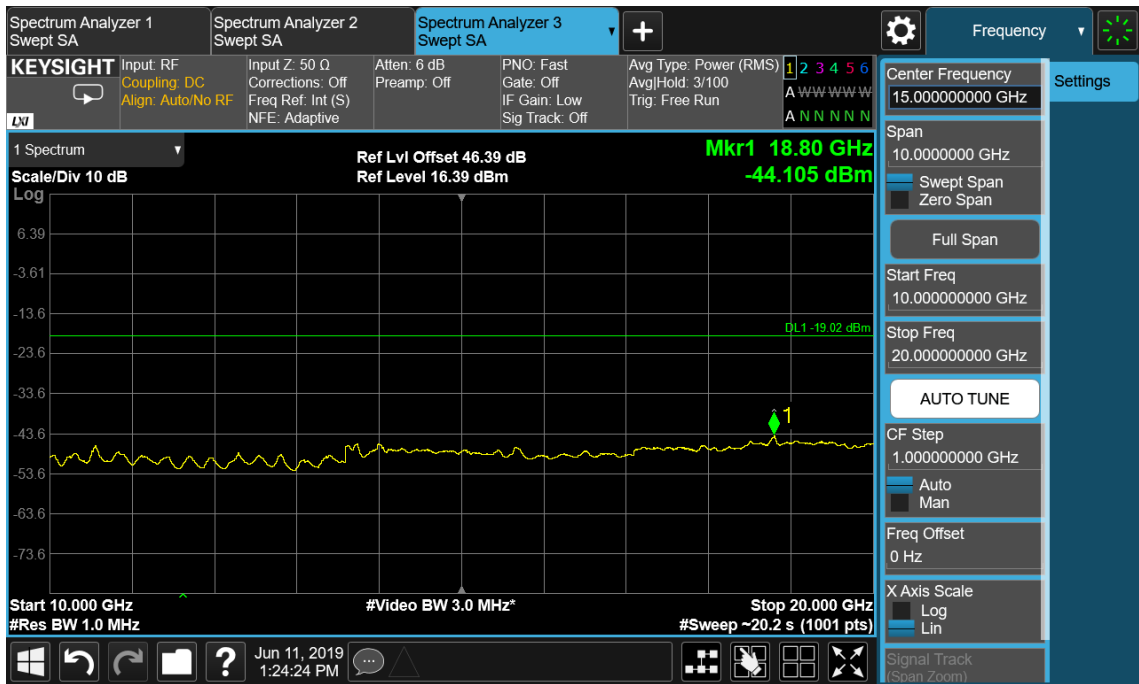 Spectrum Analyzer 1
Swept SA
Spectrum Analyzer 2
Swept SA
Spectrum Analyzer 3
Swept SA
Frequency
KEYSIGHT
LXI
Input: RF
Coupling: DC
Align: Auto/No RF
Input Z: 50 Ω
Corrections: Off
Freq Ref: Int (S)
NFE: Adaptive
Atten: 6 dB
Preamp: Off
PNO: Fast
Gate: Off
IF Gain: Low
Sig Track: Off
Avg Type: Power (RMS)
Avg|Hold: 3/100
Trig: Free Run
1 2 3 4 5 6
A W W W W W
A N N N N N
1 Spectrum
Scale/Div 10 dB
Log
Ref Lvl Offset 46.39 dB
Ref Level 16.39 dBm
Mkr1 18.80 GHz
-44.105 dBm
6.39
-3.61
-13.6
DL1 -19.02 dBm
-23.6
-33.6
1
-43.6
-53.6
-63.6
-73.6
Start 10.000 GHz
#Video BW 3.0 MHz*
Stop 20.000 GHz
#Res BW 1.0 MHz
#Sweep ~20.2 s (1001 pts)
?
Jun 11, 2019
1:24:24 PM
Center Frequency
15.000000000 GHz
Settings
Span
10.0000000 GHz
Swept Span
Zero Span
Full Span
Start Freq
10.000000000 GHz
Stop Freq
20.000000000 GHz
AUTO TUNE
CF Step
1.000000000 GHz
Auto
Man
Freq Offset
0 Hz
X Axis Scale
Log
Lin
Signal Track
(Span Zoom)